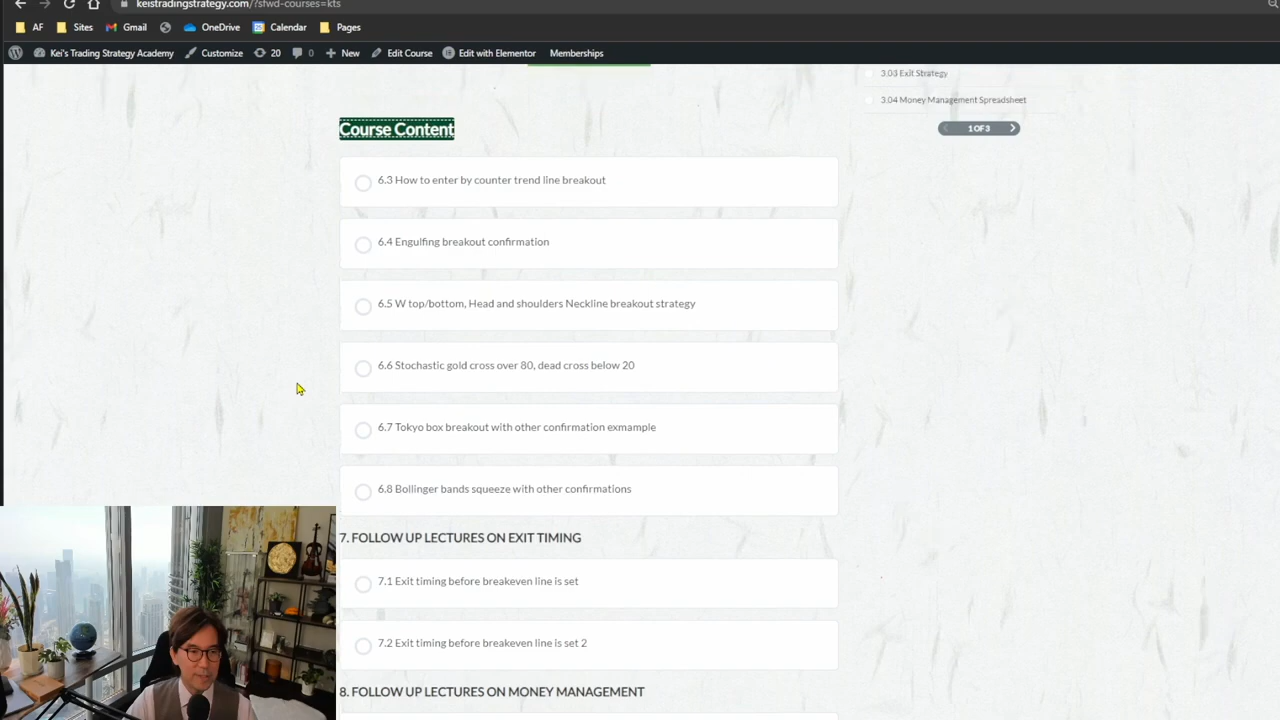 keistradingstrategy.com/?sfwd-courses=kts
AF Sites Gmail OneDrive Calendar Pages
Kei's Trading Strategy Academy Customize 20 0 New Edit Course Edit with Elementor Memberships
3.03 Exit Strategy
3.04 Money Management Spreadsheet
1 OF 3
Course Content
6.3 How to enter by counter trend line breakout
6.4 Engulfing breakout confirmation
6.5 W top/bottom, Head and shoulders Neckline breakout strategy
6.6 Stochastic gold cross over 80, dead cross below 20
6.7 Tokyo box breakout with other confirmation exmample
6.8 Bollinger bands squeeze with other confirmations
7. FOLLOW UP LECTURES ON EXIT TIMING
7.1 Exit timing before breakeven line is set
7.2 Exit timing before breakeven line is set 2
8. FOLLOW UP LECTURES ON MONEY MANAGEMENT